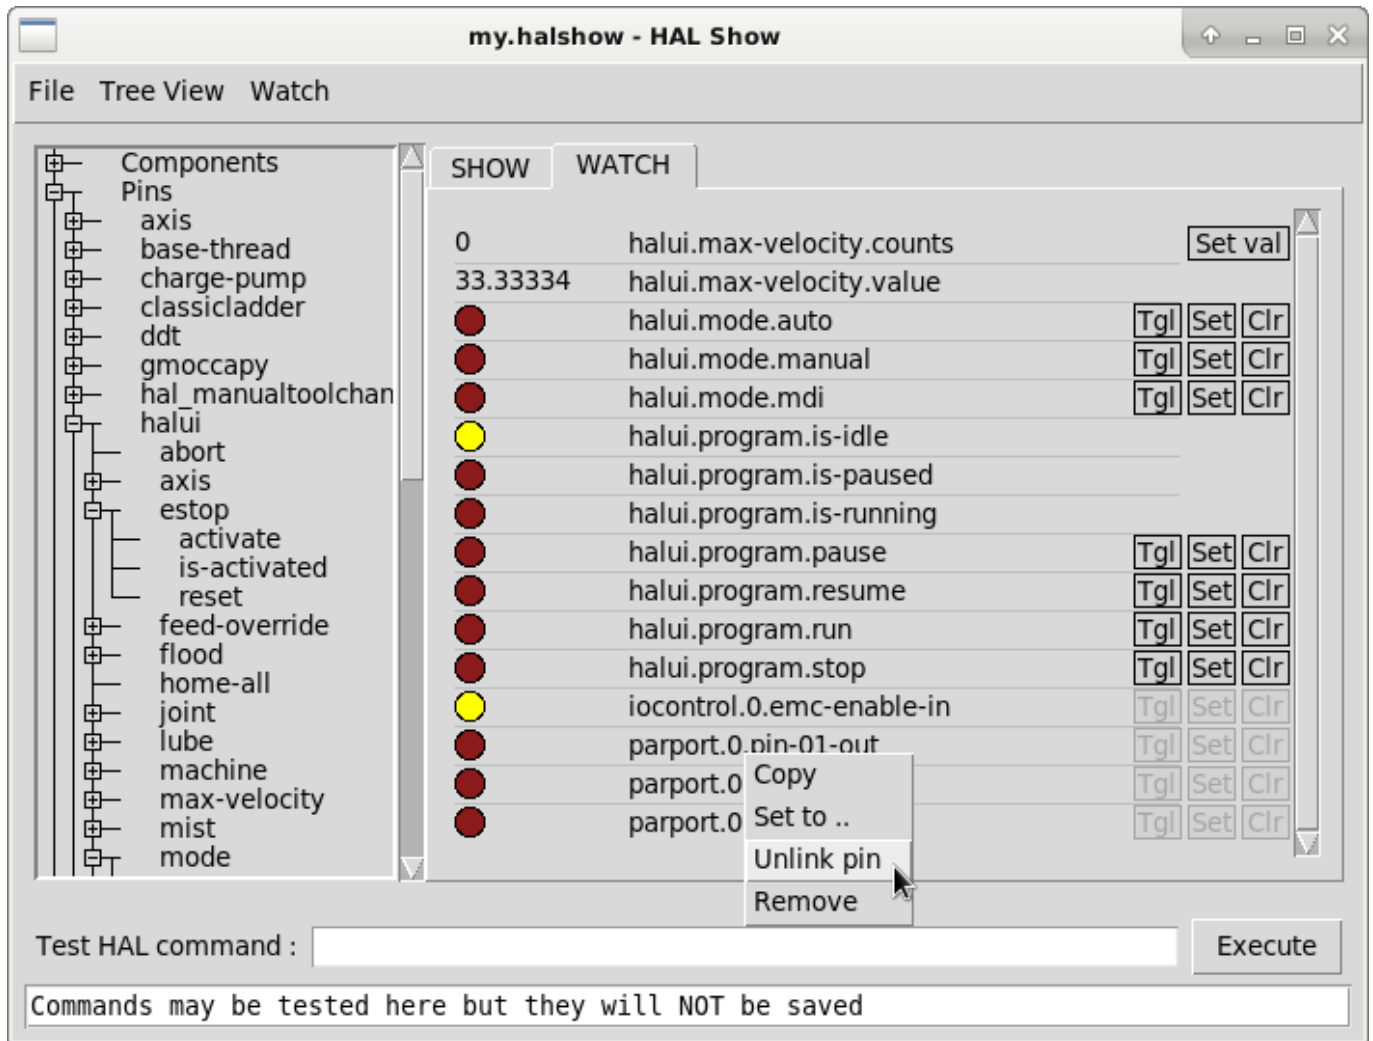 my.halshow - HAL Show
File Tree View Watch
Components
Pins
axis
base-thread
charge-pump
classicladder
ddt
gmoccapy
hal_manualtoolchan
halui
abort
axis
estop
activate
is-activated
reset
feed-override
flood
home-all
joint
lube
machine
max-velocity
mist
mode
SHOW WATCH
0 halui.max-velocity.counts Set val
33.33334 halui.max-velocity.value
halui.mode.auto Tgl Set Clr
halui.mode.manual Tgl Set Clr
halui.mode.mdi Tgl Set Clr
halui.program.is-idle
halui.program.is-paused
halui.program.is-running
halui.program.pause Tgl Set Clr
halui.program.resume Tgl Set Clr
halui.program.run Tgl Set Clr
halui.program.stop Tgl Set Clr
iocontrol.0.emc-enable-in Tgl Set Clr
parport.0.pin-01-out Tgl Set Clr
parport.0 Tgl Set Clr
parport.0 Tgl Set Clr
Copy
Set to ..
Unlink pin
Remove
Test HAL command : Execute
Commands may be tested here but they will NOT be saved